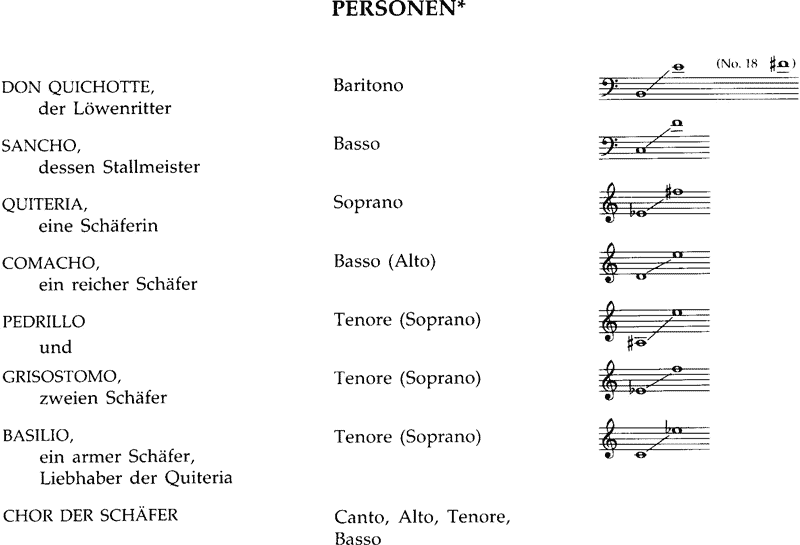 PERSONEN*
DON QUICHOTTE, Baritono (No. 18 )
der Löwenritter
SANCHO, Basso
dessen Stallmeister
QUITERIA, Soprano
eine Schäferin
COMACHO, Basso (Alto)
ein reicher Schäfer
PEDRILLO Tenore (Soprano)
und
GRISOSTOMO, Tenore (Soprano)
zweien Schäfer
BASILIO, Tenore (Soprano)
ein armer Schäfer,
Liebhaber der Quiteria
CHOR DER SCHÄFER Canto, Alto, Tenore,
Basso